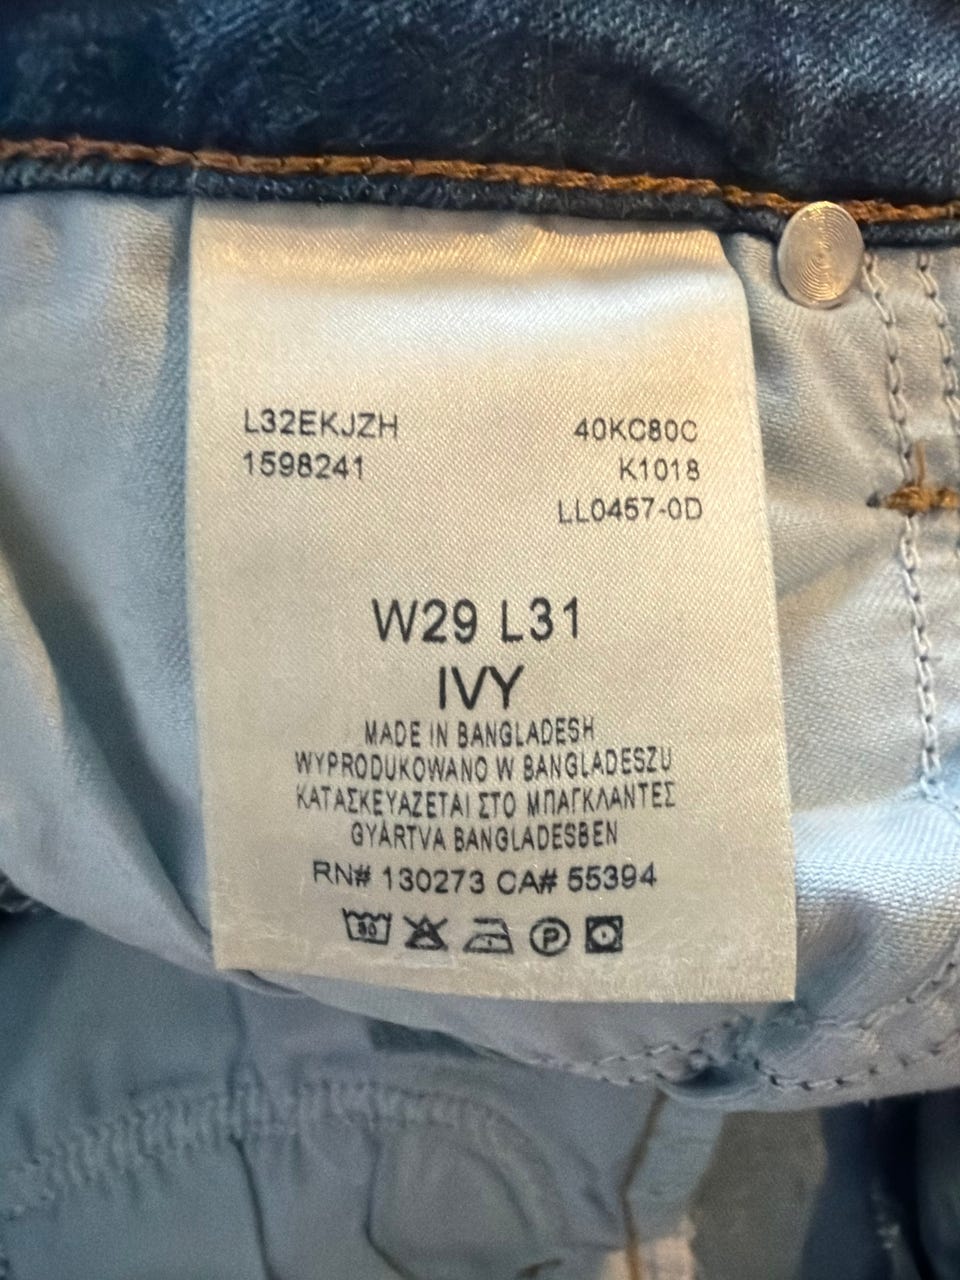 L32EKJZH
1598241
40KC80C
K1018
LL0457-0D
W29 L31
IVY
MADE IN BANGLADESH
WYPRODUKOWANO W BANGLADESZU
ΚΑΤΑΣΚΕΥΑΖΕΤΑΙ ΣΤΟ ΜΠΑΓΚΛΑΝΤΕΣ
GYÁRTVA BANGLADESBEN
RN# 130273 CA# 55394
30
P